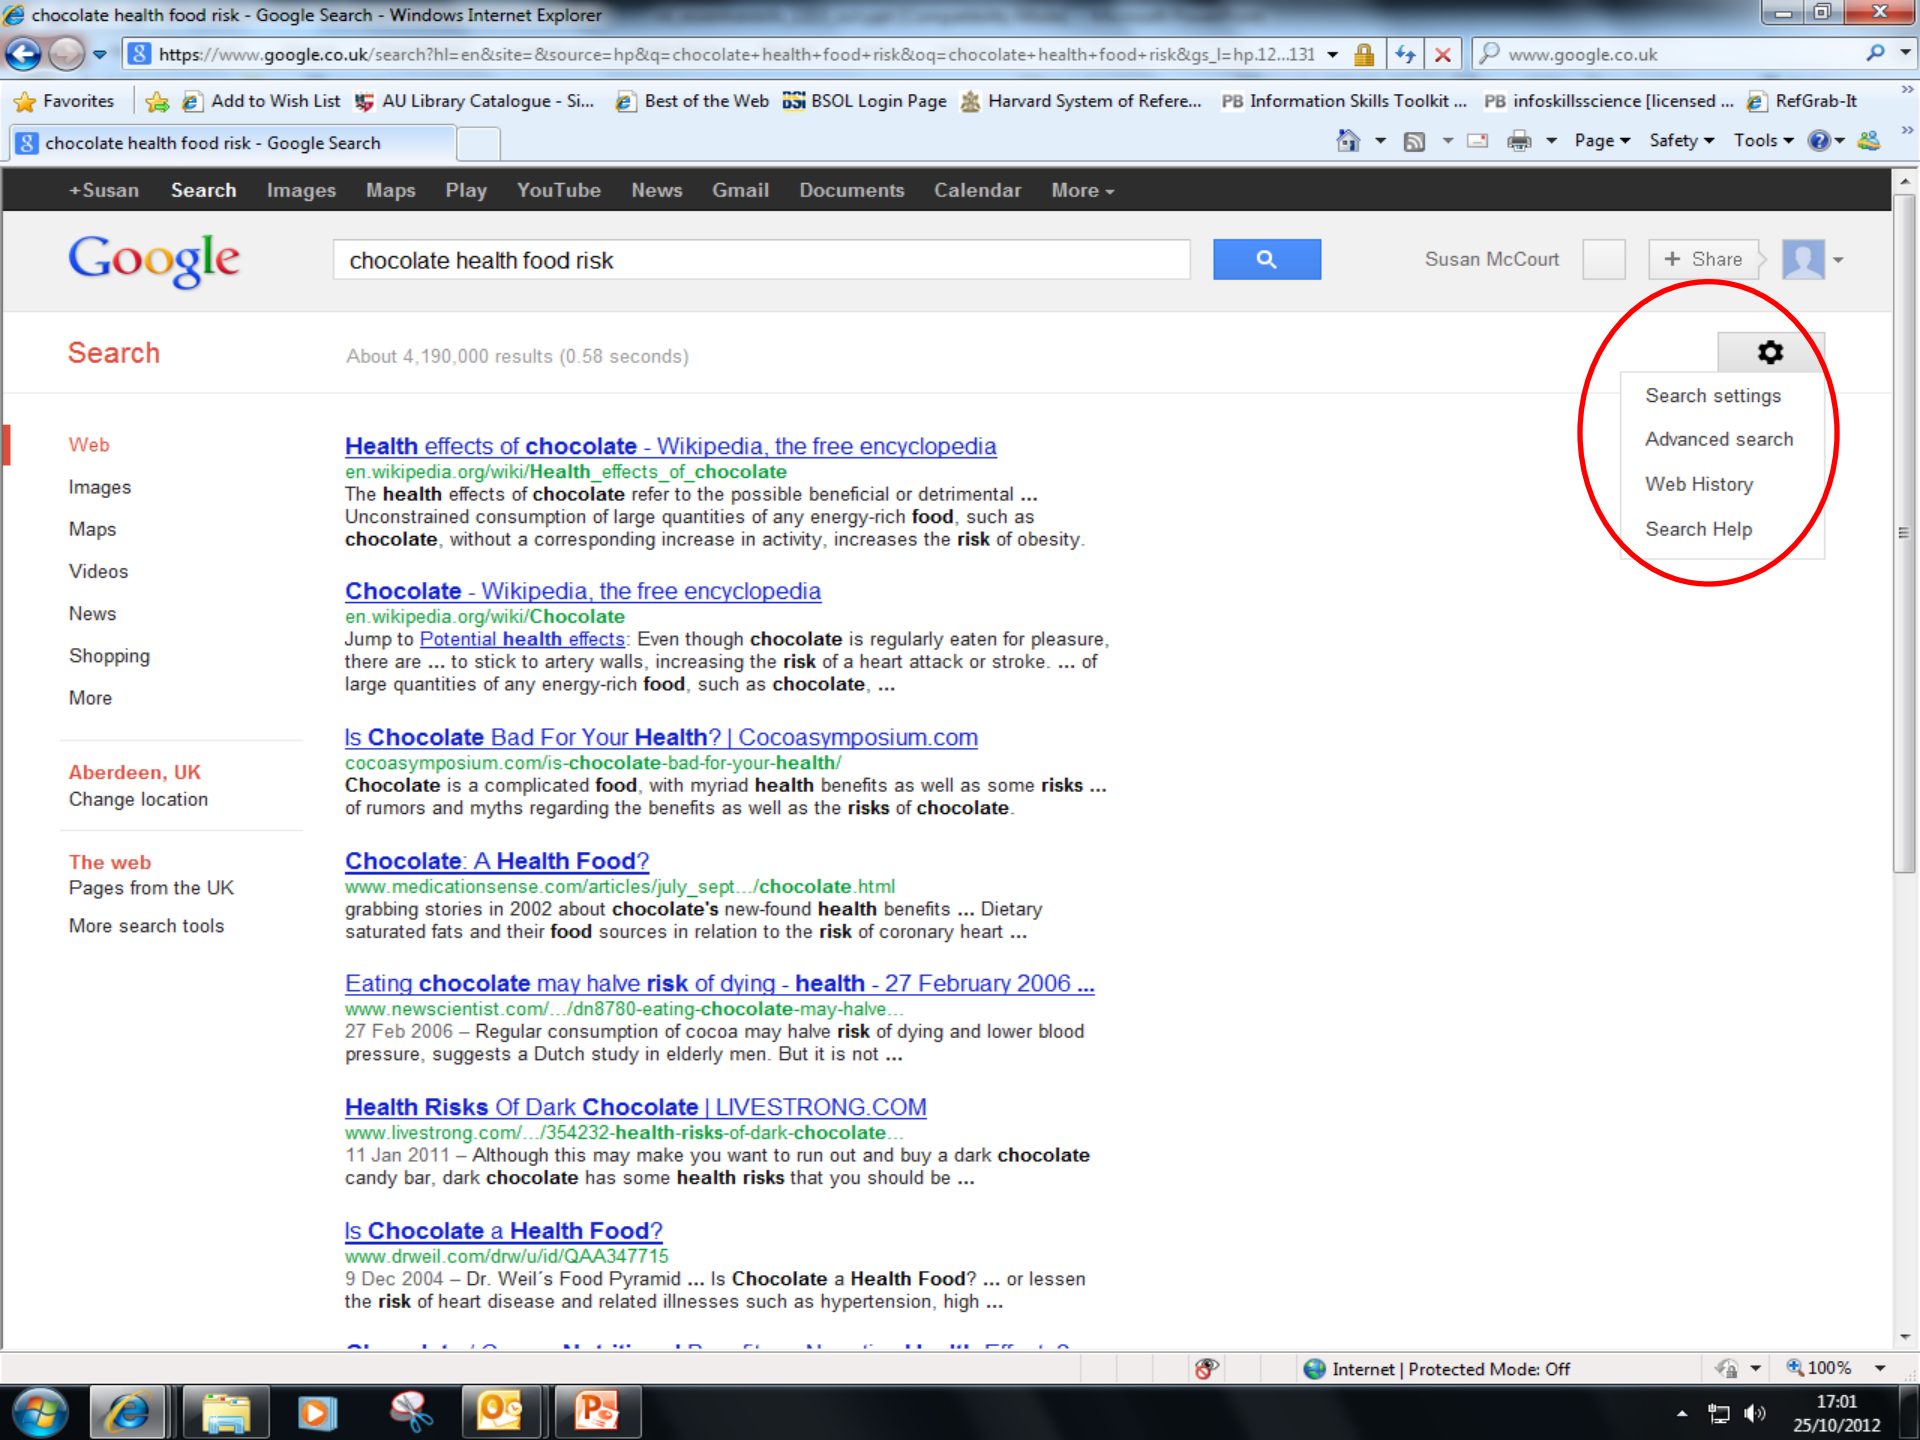 chocolate health food risk - Google Search - Windows Internet Explorer
https://www.google.co.uk/search?hl=en&site=&source=hp&q=chocolate+health+food+risk&oq=chocolate+health+food+risk&gs_l=hp.12...131
www.google.co.uk
Favorites Add to Wish List AU Library Catalogue - Si... Best of the Web BSI BSOL Login Page Harvard System of Refere... PB Information Skills Toolkit ... PB infoskillsscience [licensed ... RefGrab-It
chocolate health food risk - Google Search
Page Safety Tools
+Susan Search Images Maps Play YouTube News Gmail Documents Calendar More
Google
chocolate health food risk
Susan McCourt
+ Share
Search
About 4,190,000 results (0.58 seconds)
Search settings
Advanced search
Web History
Search Help
Web
Images
Maps
Videos
News
Shopping
More
Aberdeen, UK
Change location
The web
Pages from the UK
More search tools
Health effects of chocolate - Wikipedia, the free encyclopedia
en.wikipedia.org/wiki/Health_effects_of_chocolate
The health effects of chocolate refer to the possible beneficial or detrimental ...
Unconstrained consumption of large quantities of any energy-rich food, such as
chocolate, without a corresponding increase in activity, increases the risk of obesity.
Chocolate - Wikipedia, the free encyclopedia
en.wikipedia.org/wiki/Chocolate
Jump to Potential health effects: Even though chocolate is regularly eaten for pleasure,
there are ... to stick to artery walls, increasing the risk of a heart attack or stroke. ... of
large quantities of any energy-rich food, such as chocolate, ...
Is Chocolate Bad For Your Health? | Cocoasymposium.com
cocoasymposium.com/is-chocolate-bad-for-your-health/
Chocolate is a complicated food, with myriad health benefits as well as some risks ...
of rumors and myths regarding the benefits as well as the risks of chocolate.
Chocolate: A Health Food?
www.medicationsense.com/articles/july_sept.../chocolate.html
grabbing stories in 2002 about chocolate's new-found health benefits ... Dietary
saturated fats and their food sources in relation to the risk of coronary heart ...
Eating chocolate may halve risk of dying - health - 27 February 2006 ...
www.newscientist.com/.../dn8780-eating-chocolate-may-halve...
27 Feb 2006 – Regular consumption of cocoa may halve risk of dying and lower blood
pressure, suggests a Dutch study in elderly men. But it is not ...
Health Risks Of Dark Chocolate | LIVESTRONG.COM
www.livestrong.com/.../354232-health-risks-of-dark-chocolate...
11 Jan 2011 – Although this may make you want to run out and buy a dark chocolate
candy bar, dark chocolate has some health risks that you should be ...
Is Chocolate a Health Food?
www.drweil.com/drw/u/id/QAA347715
9 Dec 2004 – Dr. Weil´s Food Pyramid ... Is Chocolate a Health Food? ... or lessen
the risk of heart disease and related illnesses such as hypertension, high ...
Internet | Protected Mode: Off
100%
17:01
25/10/2012